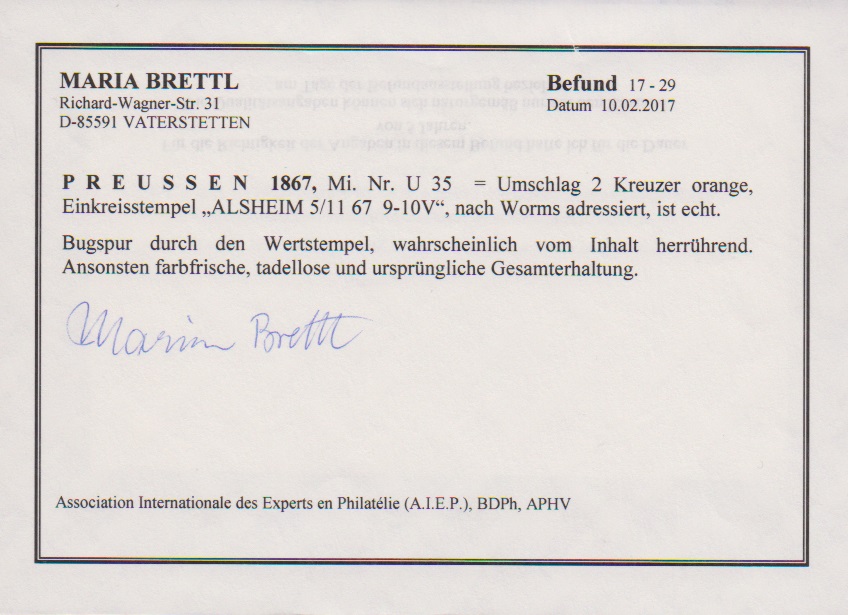 MARIA BRETTL
Richard-Wagner-Str. 31
D-85591 VATERSTETTEN
Befund 17 - 29
Datum 10.02.2017
P R E U S S E N 1867, Mi. Nr. U 35 = Umschlag 2 Kreuzer orange,
Einkreisstempel „ALSHEIM 5/11 67 9-10V“, nach Worms adressiert, ist echt.
Bugspur durch den Wertstempel, wahrscheinlich vom Inhalt herrührend.
Ansonsten farbfrische, tadellose und ursprüngliche Gesamterhaltung.
Maria Brettl
Association Internationale des Experts en Philatélie (A.I.E.P.), BDPh, APHV